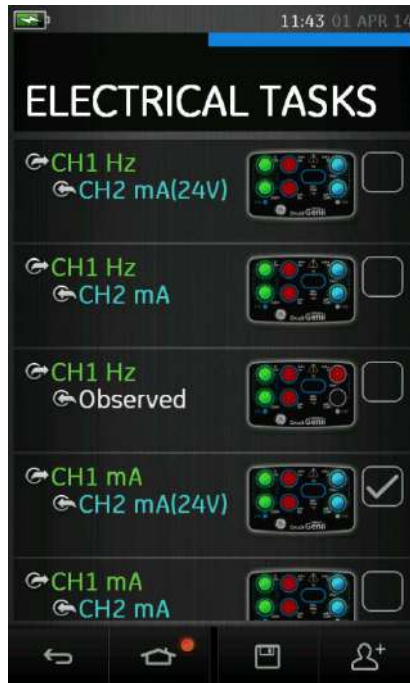 11:43 01 APR 14
ELECTRICAL TASKS
CH1 Hz
CH2 mA(24V)
CH1 Hz
CH2 mA
CH1 Hz
Observed
CH1 mA
CH2 mA(24V)
CH1 mA
CH2 mA